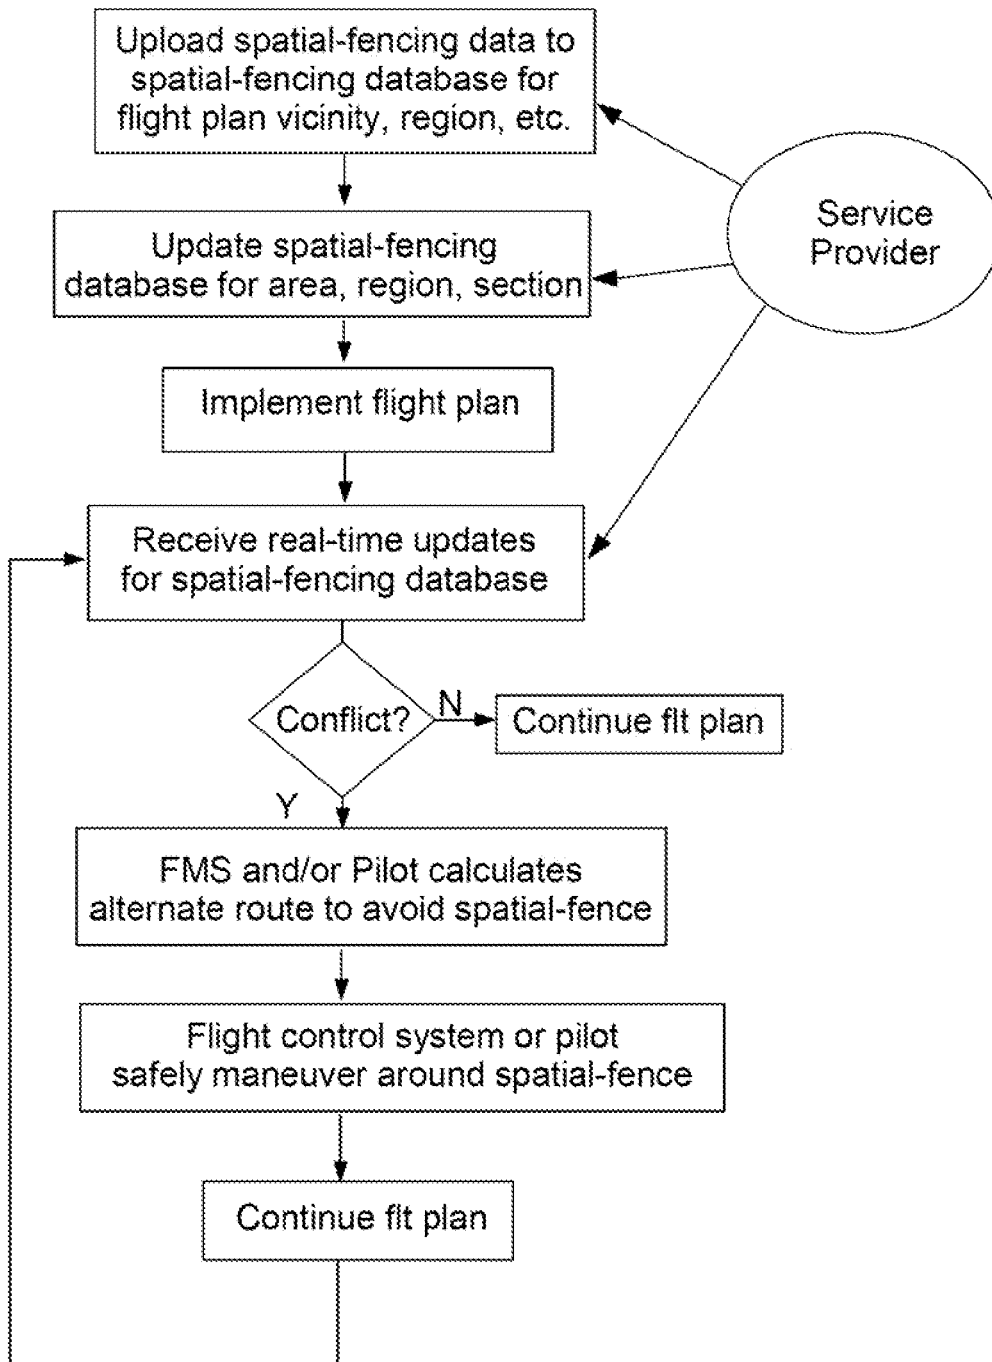 Upload spatial-fencing data to
spatial-fencing database for
flight plan vicinity, region, etc.
Service
Provider
Update spatial-fencing
database for area, region, section
Implement flight plan
Receive real-time updates
for spatial-fencing database
Conflict?
N
Continue flt plan
Y
FMS and/or Pilot calculates
alternate route to avoid spatial-fence
Flight control system or pilot
safely maneuver around spatial-fence
Continue flt plan